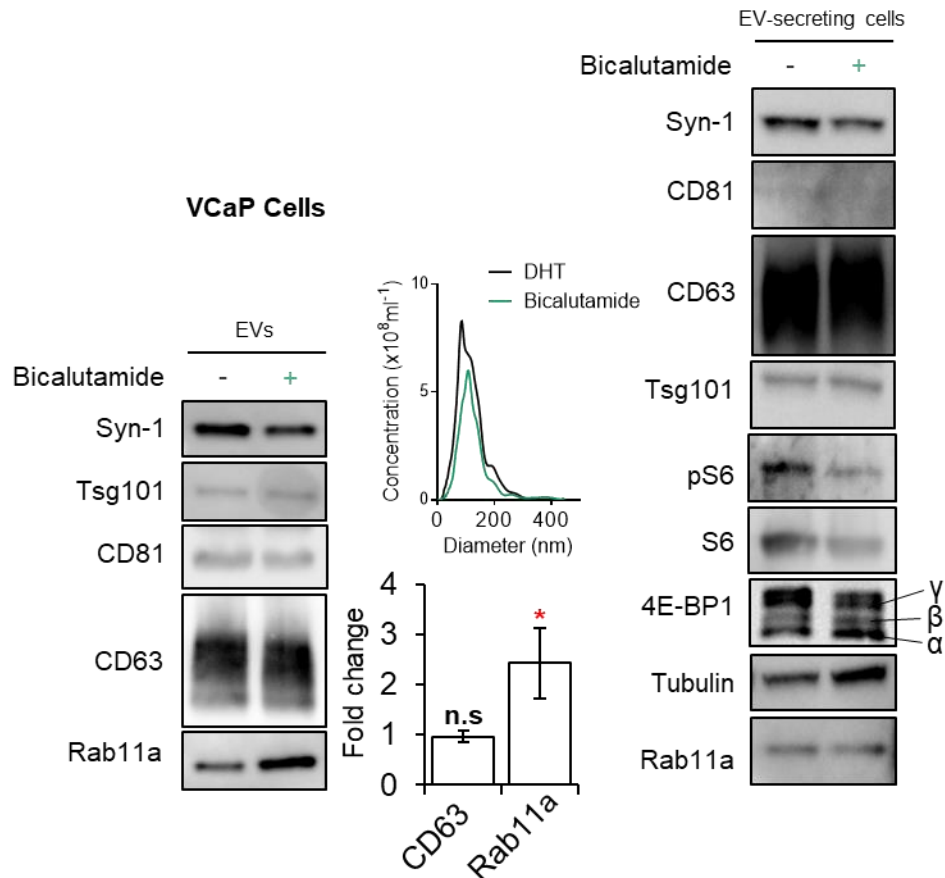 VCaP Cells
EVs
Bicalutamide - +
Syn-1
Tsg101
CD81
CD63
Rab11a
DHT
Bicalutamide
Concentration (x10⁸ml⁻¹)
10
5
0
0 200 400
Diameter (nm)
Fold change
4
3
2
1
0
n.s
*
CD63
Rab11a
EV-secreting cells
Bicalutamide - +
Syn-1
CD81
CD63
Tsg101
pS6
S6
4E-BP1
γ
β
α
Tubulin
Rab11a